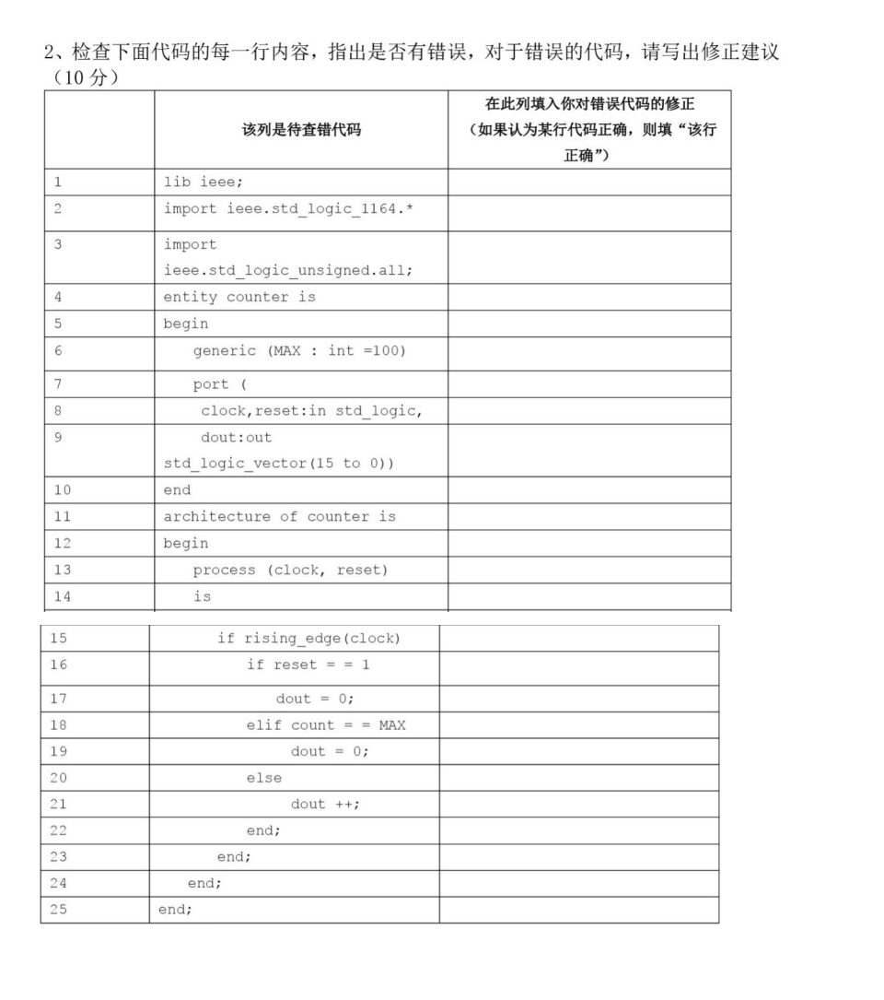 2、检查下面代码的每一行内容，指出是否有错误，对于错误的代码，请写出修正建议
（10 分）
该列是待查错代码
在此列填入你对错误代码的修正
（如果认为某行代码正确，则填“该行
正确”）
1 lib ieee;
2 import ieee.std_logic_1164.*
3 import
ieee.std_logic_unsigned.all;
4 entity counter is
5 begin
6 generic (MAX : int =100)
7 port (
8 clock,reset:in std_logic,
9 dout:out
std_logic_vector(15 to 0))
10 end
11 architecture of counter is
12 begin
13 process (clock, reset)
14 is
15 if rising_edge(clock)
16 if reset = = 1
17 dout = 0;
18 elif count = = MAX
19 dout = 0;
20 else
21 dout ++;
22 end;
23 end;
24 end;
25 end;